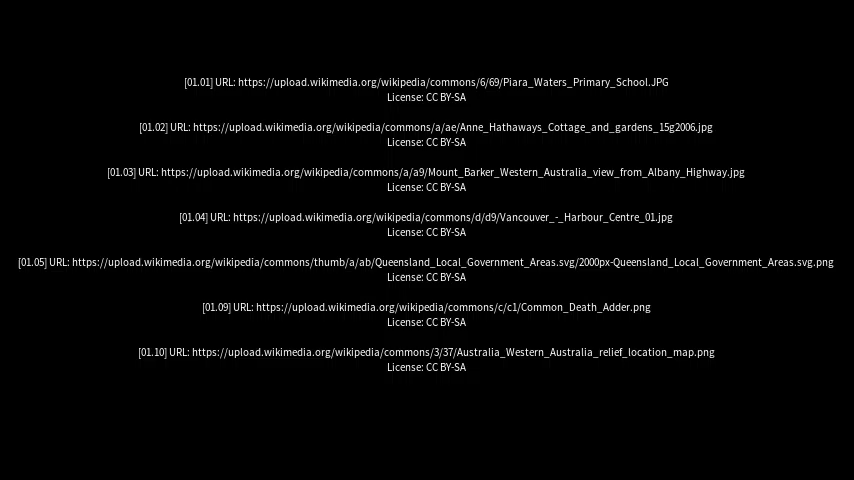 [01.01] URL: https://upload.wikimedia.org/wikipedia/commons/6/69/Piara_Waters_Primary_School.JPG
License: CC BY-SA
[01.02] URL: https://upload.wikimedia.org/wikipedia/commons/a/ae/Anne_Hathaways_Cottage_and_gardens_15g2006.jpg
License: CC BY-SA
[01.03] URL: https://upload.wikimedia.org/wikipedia/commons/a/a9/Mount_Barker_Western_Australia_view_from_Albany_Highway.jpg
License: CC BY-SA
[01.04] URL: https://upload.wikimedia.org/wikipedia/commons/d/d9/Vancouver_-_Harbour_Centre_01.jpg
License: CC BY-SA
[01.05] URL: https://upload.wikimedia.org/wikipedia/commons/thumb/a/ab/Queensland_Local_Government_Areas.svg/2000px-Queensland_Local_Government_Areas.svg.png
License: CC BY-SA
[01.09] URL: https://upload.wikimedia.org/wikipedia/commons/c/c1/Common_Death_Adder.png
License: CC BY-SA
[01.10] URL: https://upload.wikimedia.org/wikipedia/commons/3/37/Australia_Western_Australia_relief_location_map.png
License: CC BY-SA